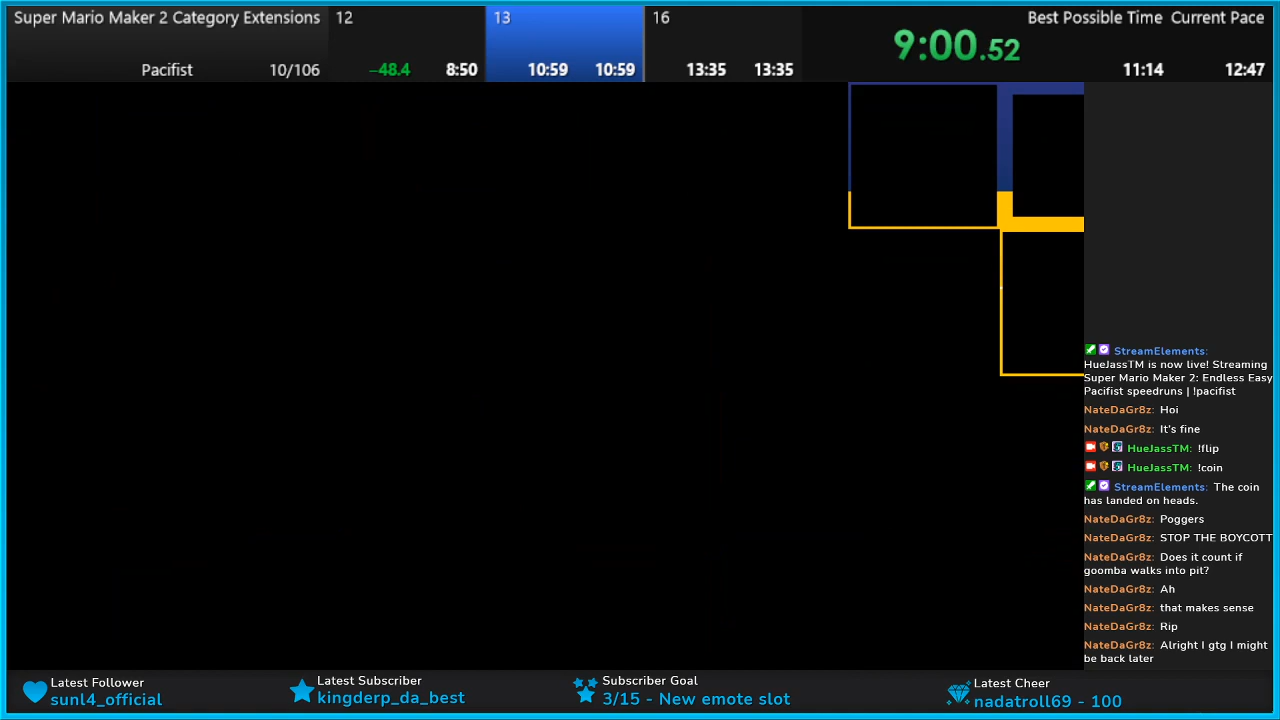 Super Mario Maker 2 Category Extensions
Pacifist 10/106
12
−48.4 8:50
13
10:59 10:59
16
13:35 13:35
9:00.52
Best Possible Time Current Pace
11:14 12:47
StreamElements:
HueJassTM is now live! Streaming
Super Mario Maker 2: Endless Easy
Pacifist speedruns | !pacifist
NateDaGr8z: Hoi
NateDaGr8z: It's fine
HueJassTM: !flip
HueJassTM: !coin
StreamElements: The coin
has landed on heads.
NateDaGr8z: Poggers
NateDaGr8z: STOP THE BOYCOTT
NateDaGr8z: Does it count if
goomba walks into pit?
NateDaGr8z: Ah
NateDaGr8z: that makes sense
NateDaGr8z: Rip
NateDaGr8z: Alright I gtg I might
be back later
Latest Follower
sunl4_official
Latest Subscriber
kingderp_da_best
Subscriber Goal
3/15 - New emote slot
Latest Cheer
nadatroll69 - 100